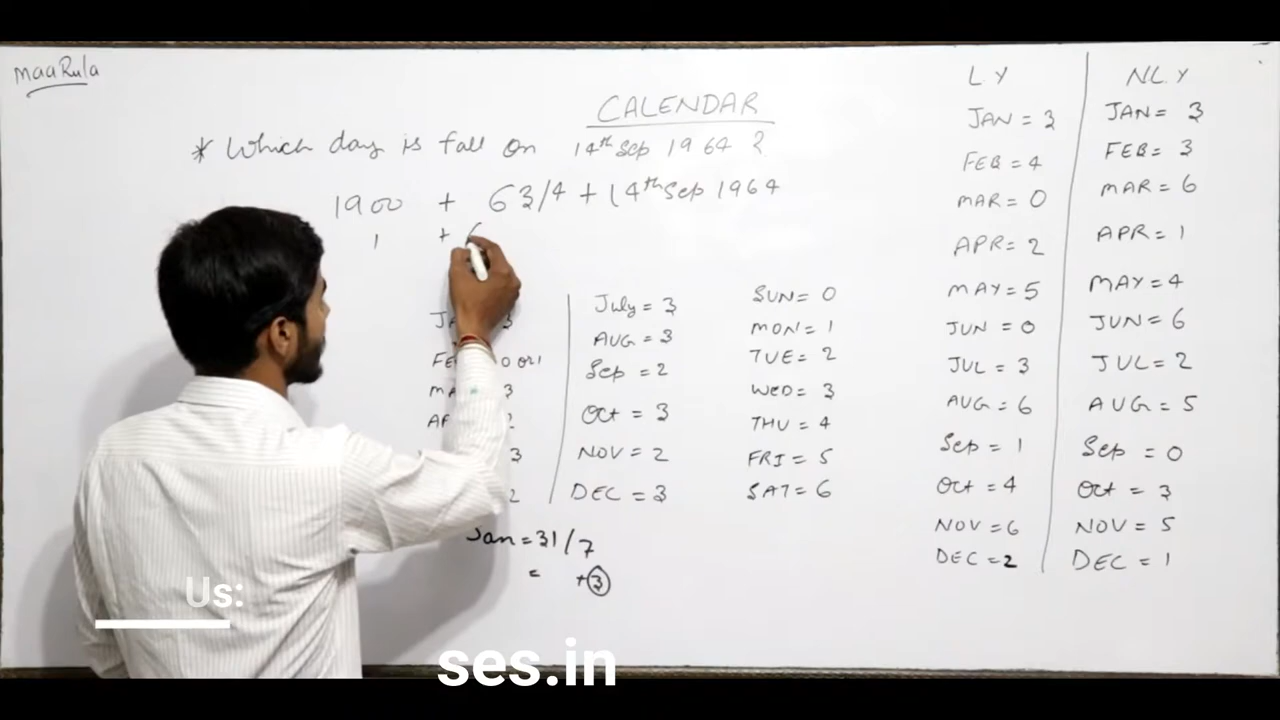 MaaRula
CALENDAR
* Which day is fall on 14th Sep 1964 ?
1900 + 63/4 + 14th Sep 1964
1 + 6
July = 3
AUG = 3
Sep = 2
Oct = 3
NOV = 2
DEC = 3
SUN = 0
MON = 1
TUE = 2
WED = 3
THU = 4
FRI = 5
SAT = 6
Jan = 31/7
= +3
LY
JAN = 3
FEB = 4
MAR = 0
APR = 2
MAY = 5
JUN = 0
JUL = 3
AUG = 6
Sep = 1
Oct = 4
NOV = 6
DEC = 2
NLY
JAN = 3
FEB = 3
MAR = 6
APR = 1
MAY = 4
JUN = 6
JUL = 2
AUG = 5
Sep = 0
Oct = 3
NOV = 5
DEC = 1
Us:
ses.in